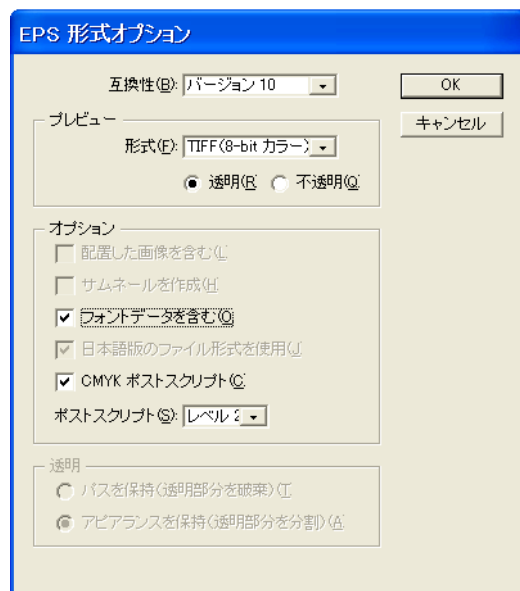 EPS 形式オプション
互換性(B): バージョン 10
OK
プレビュー
キャンセル
形式(F): TIFF(8-bit カラー)
透明(R 不透明(Q
オプション
配置した画像を含む(L
サムネールを作成(H
フォントデータを含む(O
日本語版のファイル形式を使用(J
CMYK ポストスクリプト(C
ポストスクリプト(S): レベル 2
透明
パスを保持(透明部分を破棄)(T
アピアランスを保持(透明部分を分割)(A